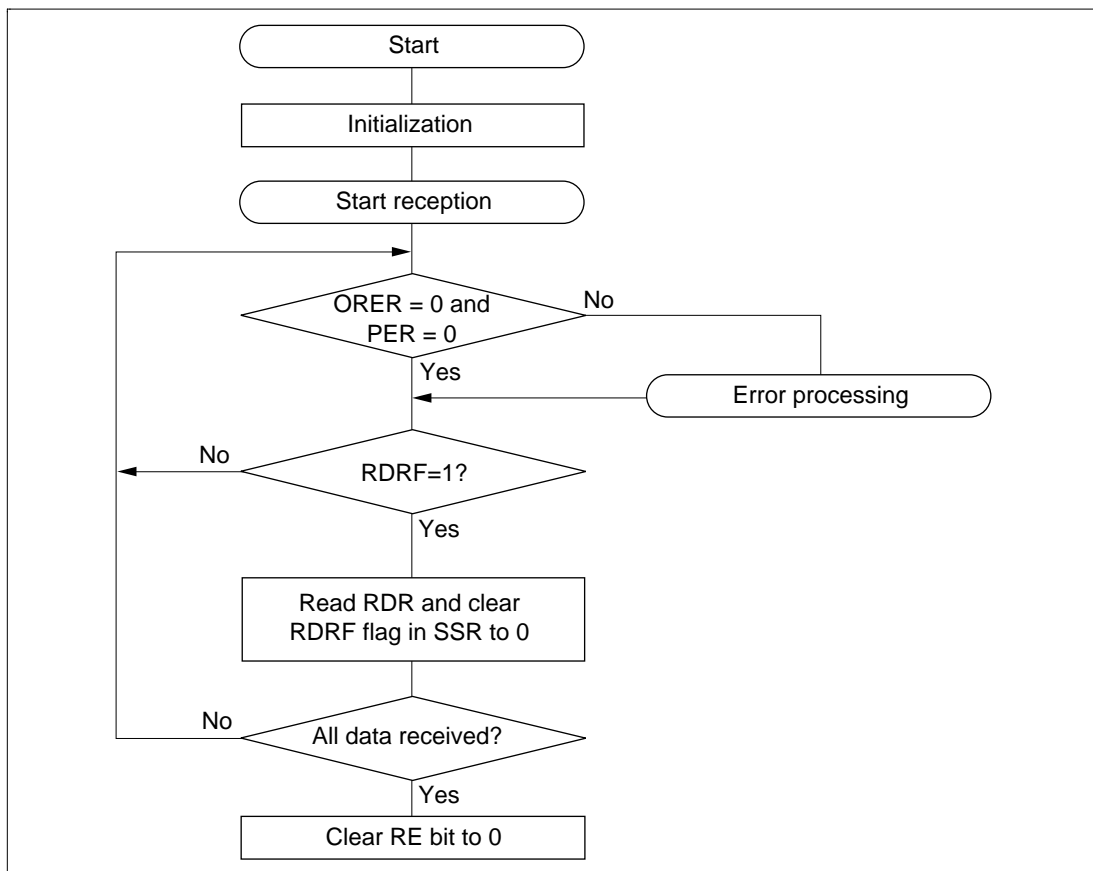 Start
Initialization
Start reception
ORER = 0 and
PER = 0
No
Yes
Error processing
No
RDRF=1?
Yes
Read RDR and clear
RDRF flag in SSR to 0
No
All data received?
Yes
Clear RE bit to 0